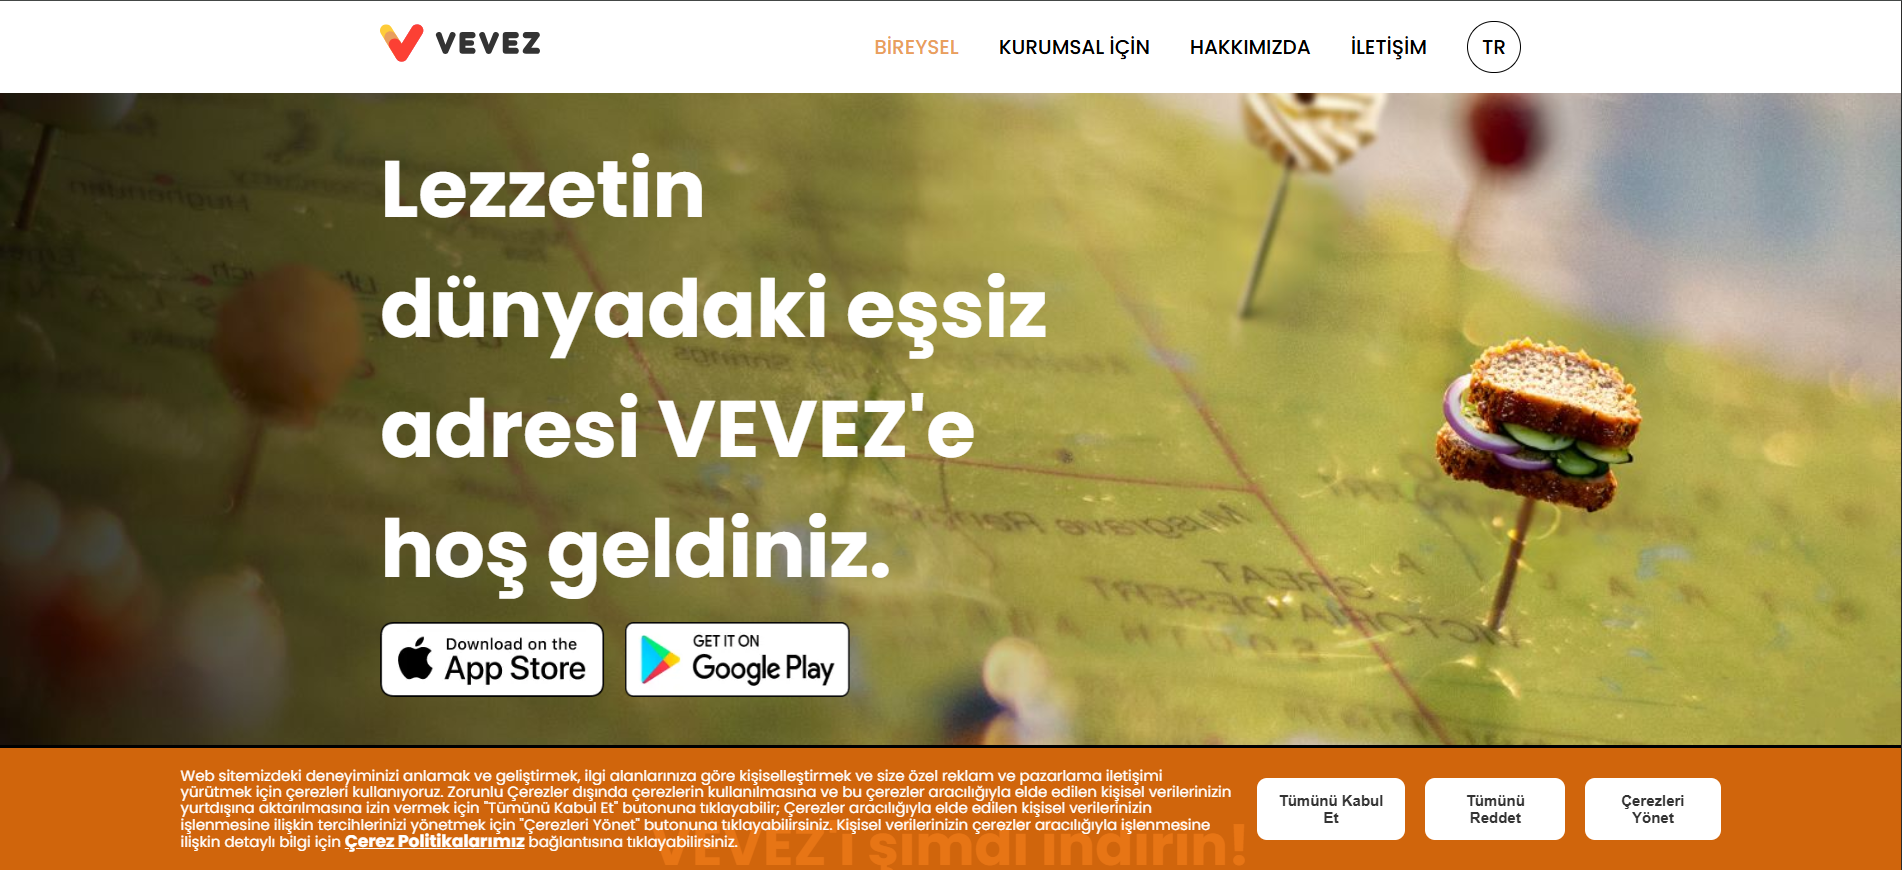 VEVEZ
BİREYSEL
KURUMSAL İÇİN
HAKKIMIZDA
İLETİŞİM
TR
Lezzetin
dünyadaki eşsiz
adresi VEVEZ'e
hoş geldiniz.
Download on the
App Store
GET IT ON
Google Play
Web sitemizdeki deneyiminizi anlamak ve geliştirmek, ilgi alanlarınıza göre kişiselleştirmek ve size özel reklam ve pazarlama iletişimi
yürütmek için çerezleri kullanıyoruz. Zorunlu Çerezler dışında çerezlerin kullanılmasına ve bu çerezler aracılığıyla elde edilen kişisel verilerinizin
yurtdışına aktarılmasına izin vermek için "Tümünü Kabul Et" butonuna tıklayabilir; Çerezler aracılığıyla elde edilen kişisel verilerinizin
işlenmesine ilişkin tercihlerinizi yönetmek için "Çerezleri Yönet" butonuna tıklayabilirsiniz. Kişisel verilerinizin çerezler aracılığıyla işlenmesine
ilişkin detaylı bilgi için Çerez Politikalarımız bağlantısına tıklayabilirsiniz.
Tümünü Kabul
Et
Tümünü
Reddet
Çerezleri
Yönet
VEVEZ'i şimdi indirin!